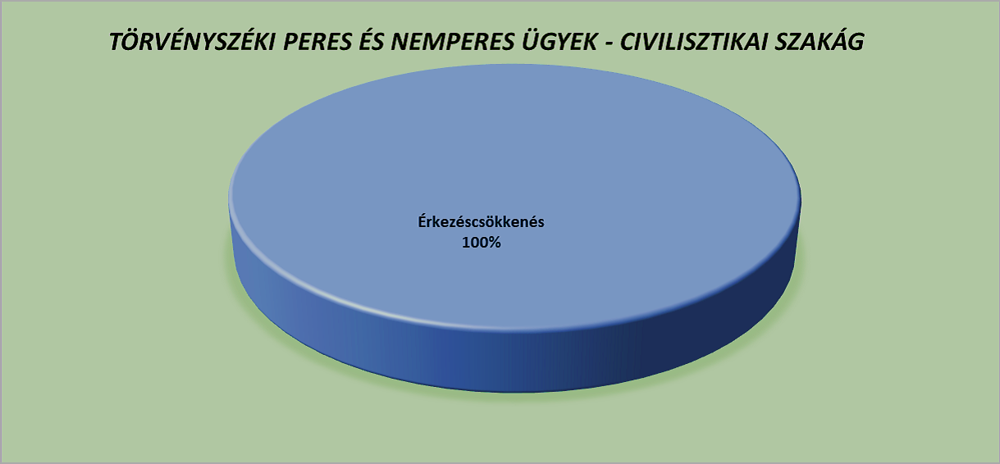 TÖRVÉNYSZÉKI PERES ÉS NEMPERES ÜGYEK - CIVILISZTIKAI SZAKÁG
Érkezéscsökkenés
100%